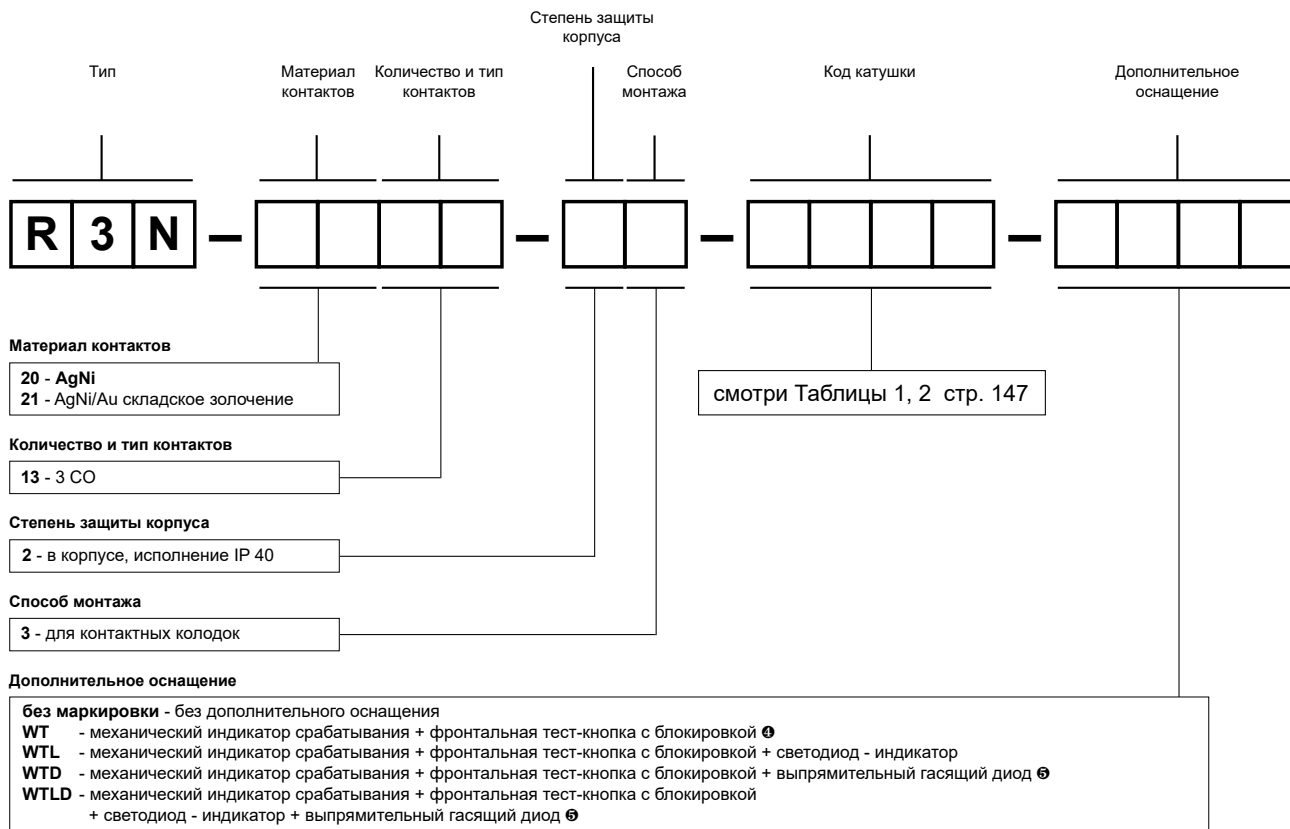 Степень защиты
корпуса
Тип
Материал
контактов
Количество и тип
контактов
Способ
монтажа
Код катушки
Дополнительное
оснащение
R 3 N – – – –
Материал контактов
20 - AgNi
21 - AgNi/Au складское золочение
смотри Таблицы 1, 2 стр. 147
Количество и тип контактов
13 - 3 CO
Степень защиты корпуса
2 - в корпусе, исполнение IP 40
Способ монтажа
3 - для контактных колодок
Дополнительное оснащение
без маркировки - без дополнительного оснащения
WT - механический индикатор срабатывания + фронтальная тест-кнопка с блокировкой ❹
WTL - механический индикатор срабатывания + фронтальная тест-кнопка с блокировкой + светодиод - индикатор
WTD - механический индикатор срабатывания + фронтальная тест-кнопка с блокировкой + выпрямительный гасящий диод ❺
WTLD - механический индикатор срабатывания + фронтальная тест-кнопка с блокировкой
+ светодиод - индикатор + выпрямительный гасящий диод ❺